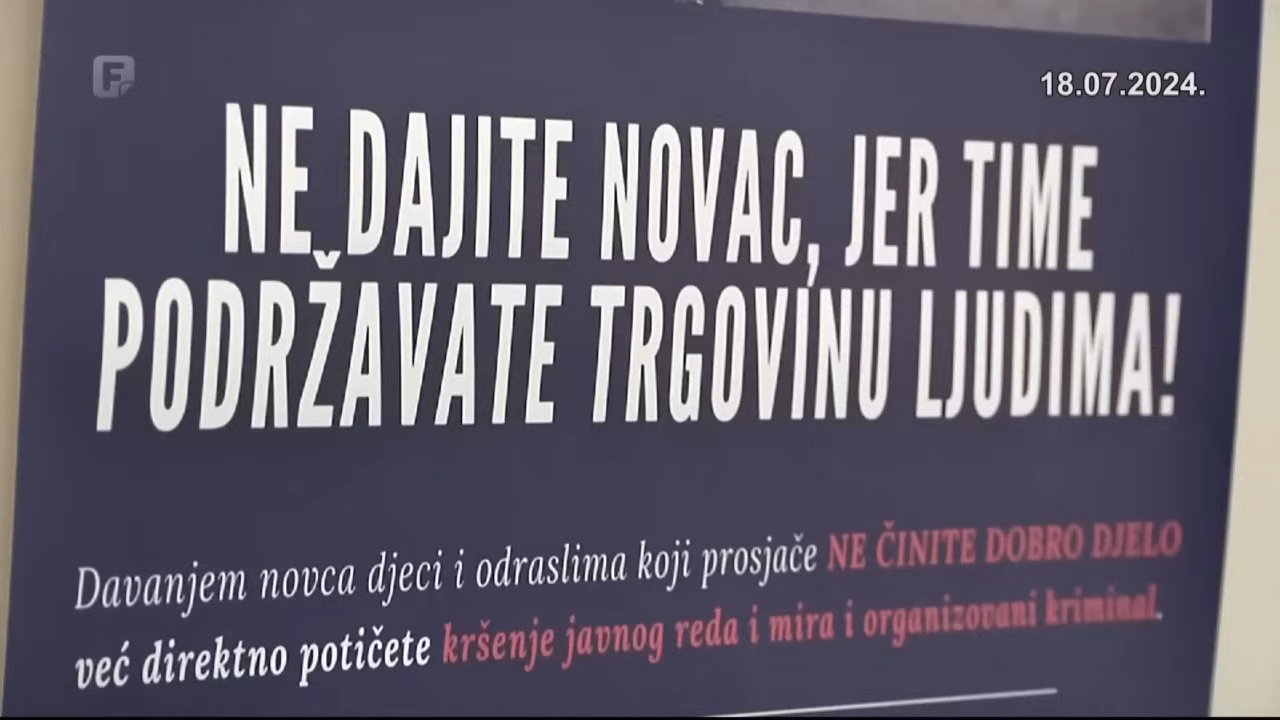 F
18.07.2024.
NE DAJITE NOVAC, JER TIME
PODRŽAVATE TRGOVINU LJUDIMA!
Davanjem novca djeci i odraslima koji prosjače NE ČINITE DOBRO DJELO
već direktno potičete kršenje javnog reda i mira i organizovani kriminal.